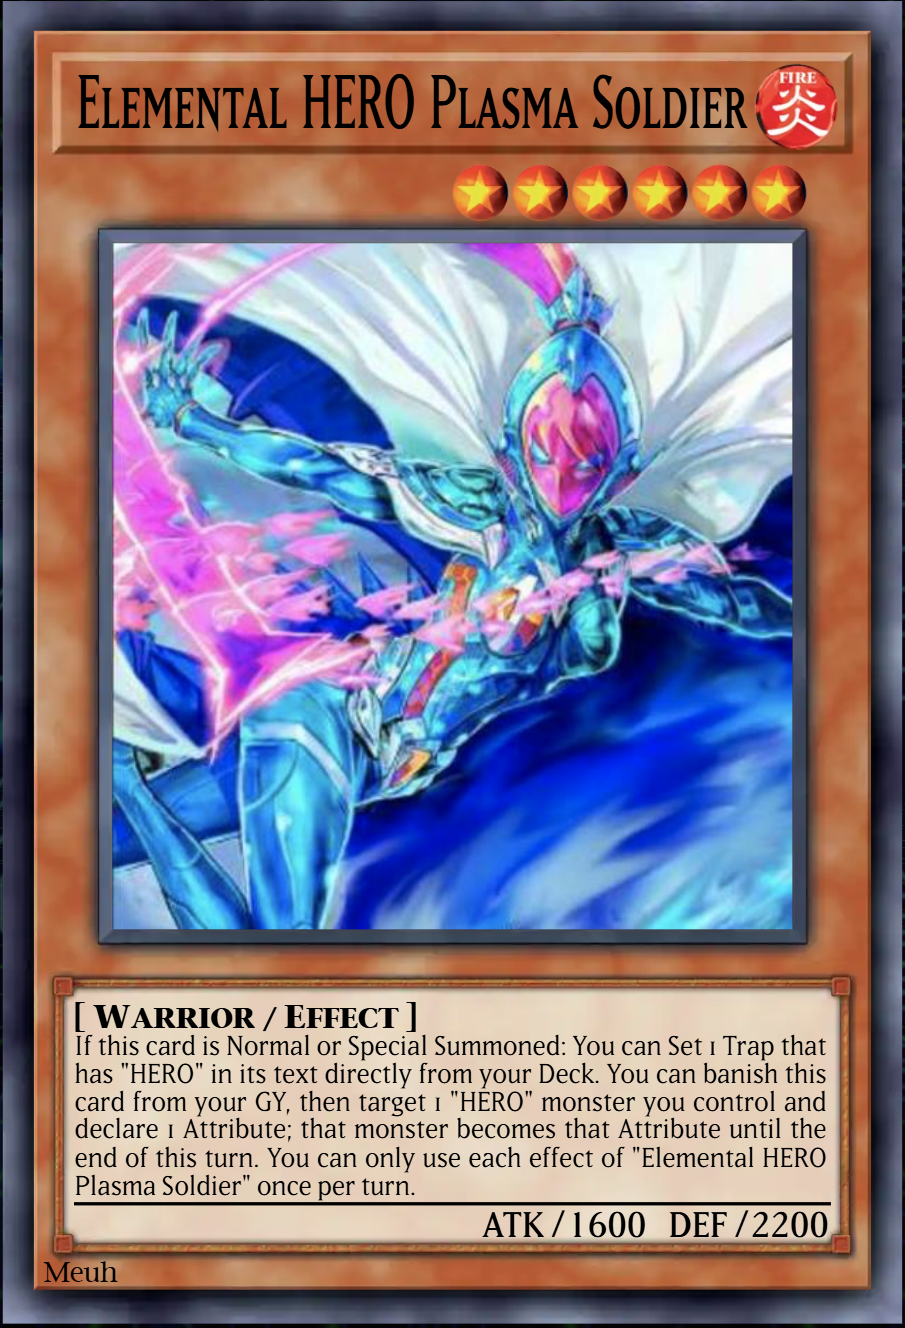 Elemental HERO Plasma Soldier
FIRE
炎
[ Warrior / Effect ]
If this card is Normal or Special Summoned: You can Set 1 Trap that
has "HERO" in its text directly from your Deck. You can banish this
card from your GY, then target 1 "HERO" monster you control and
declare 1 Attribute; that monster becomes that Attribute until the
end of this turn. You can only use each effect of "Elemental HERO
Plasma Soldier" once per turn.
ATK/1600 DEF/2200
Meuh